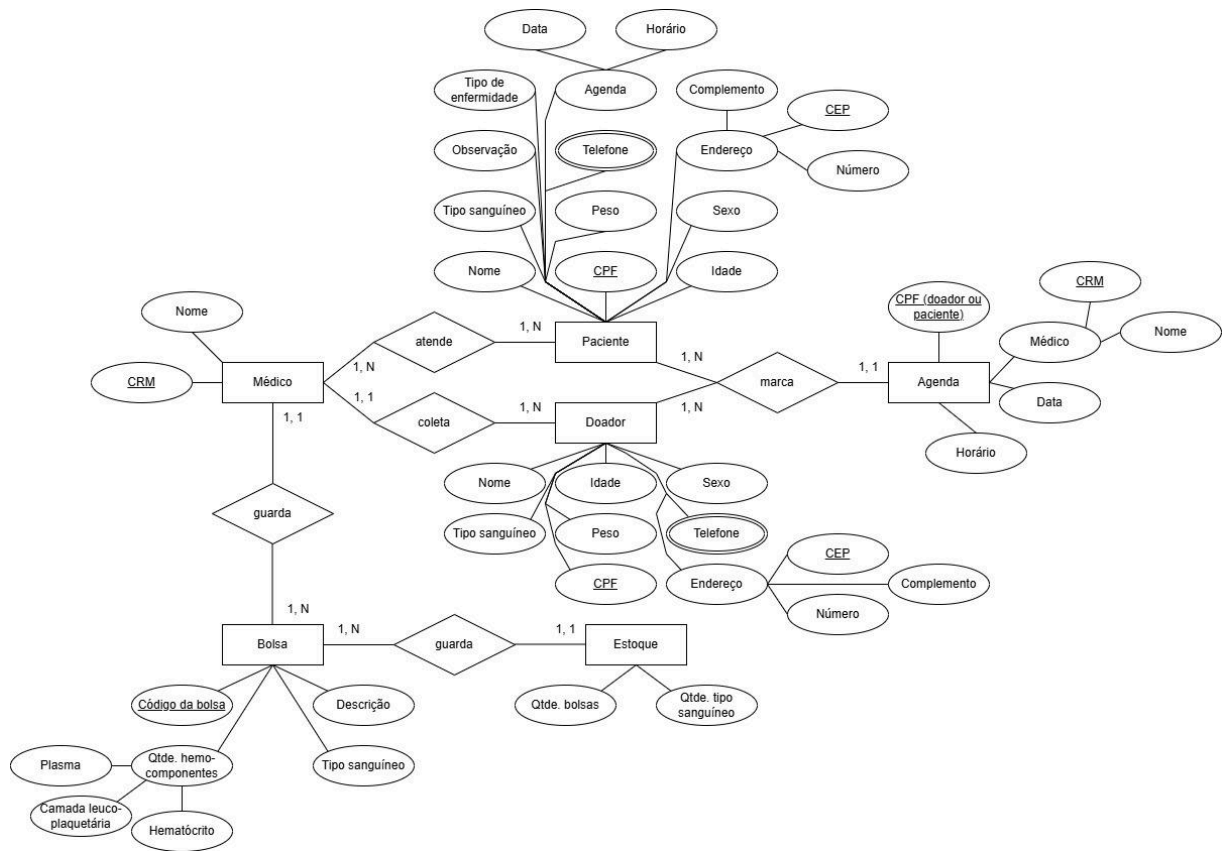 Data
Horário
Tipo de
enfermidade
Agenda
Complemento
CEP
Observação
Telefone
Endereço
Número
Tipo sanguíneo
Peso
Sexo
Nome
CPF
Idade
CPF (doador ou
paciente)
CRM
Nome
Médico
Nome
atende
1, N
Paciente
1, N
1, N
CRM
Médico
marca
1, 1
Agenda
1, 1
1, 1
coleta
1, N
Doador
1, N
Data
Horário
Nome
Idade
Sexo
Tipo sanguíneo
Peso
Telefone
guarda
CEP
CPF
Endereço
Complemento
Número
1, N
Bolsa
1, N
guarda
1, 1
Estoque
Código da bolsa
Descrição
Qtde. bolsas
Qtde. tipo
sanguíneo
Plasma
Qtde. hemo-
componentes
Tipo sanguíneo
Camada leuco-
plaquetária
Hematócrito